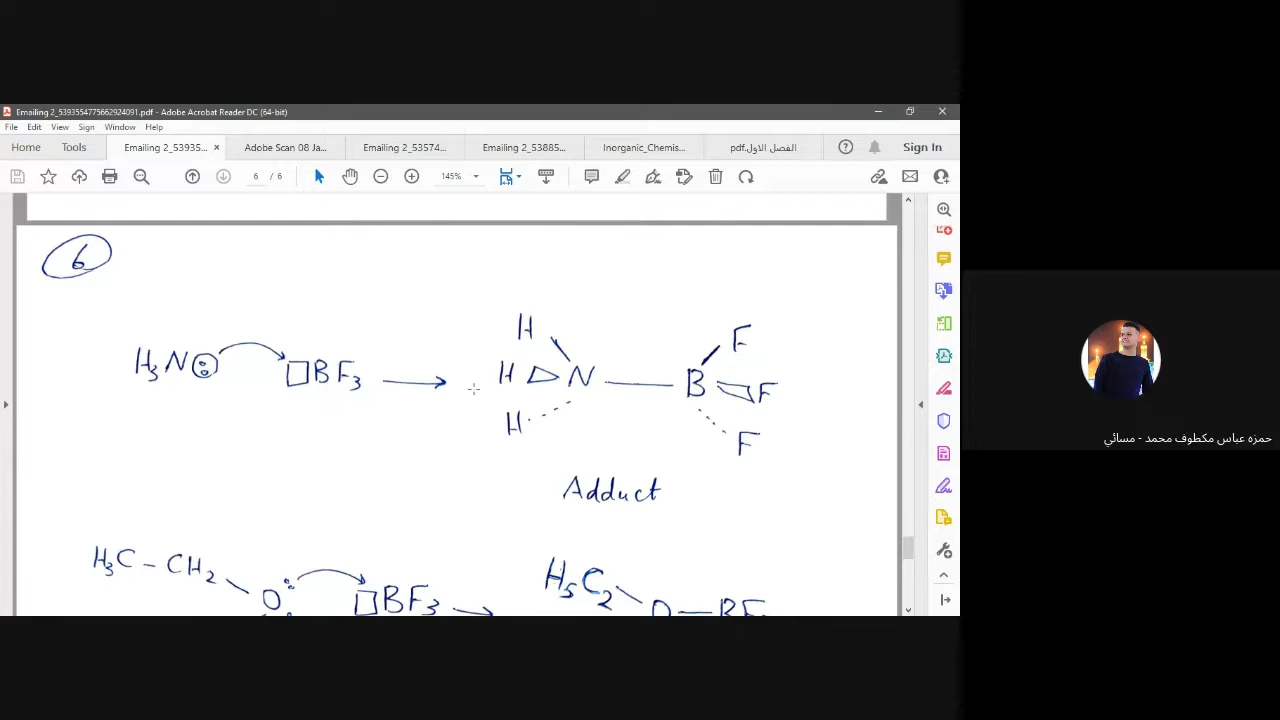 Emailing 2_5393554775662924091.pdf - Adobe Acrobat Reader DC (64-bit)
File Edit View Sign Window Help
Home Tools Emailing 2_53935... × Adobe Scan 08 Ja... Emailing 2_53574... Emailing 2_53885... Inorganic_Chemis... الفصل الاول.pdf Sign In
6 / 6 145%
6
H F
H₃N: □BF₃ → H N — B F
H F
Adduct
H₃C – CH₂ H₅C₂
O: □BF₃ → O — BF₃
حمزه عباس مكطوف محمد - مسائي